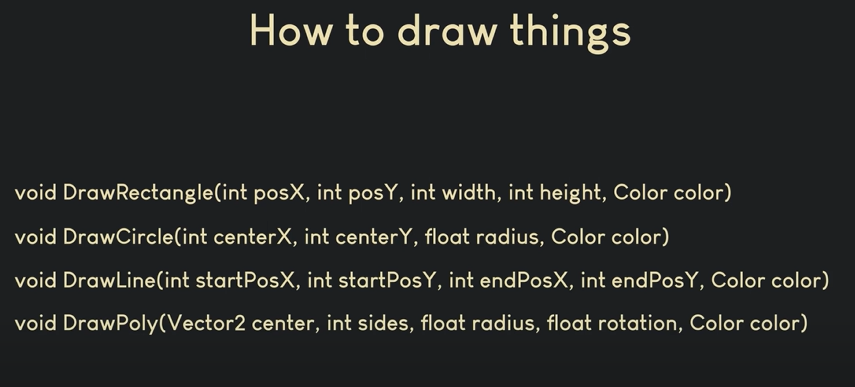 How to draw things
void DrawRectangle(int posX, int posY, int width, int height, Color color)
void DrawCircle(int centerX, int centerY, float radius, Color color)
void DrawLine(int startPosX, int startPosY, int endPosX, int endPosY, Color color)
void DrawPoly(Vector2 center, int sides, float radius, float rotation, Color color)